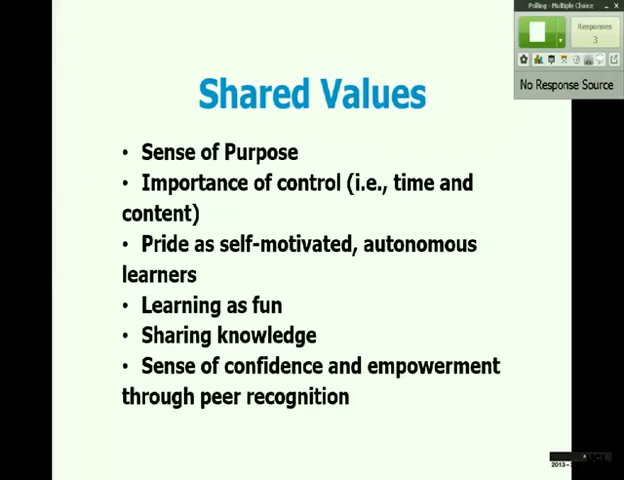 Polling - Multiple Choice
Responses
3
No Response Source
Shared Values
• Sense of Purpose
• Importance of control (i.e., time and
content)
• Pride as self-motivated, autonomous
learners
• Learning as fun
• Sharing knowledge
• Sense of confidence and empowerment
through peer recognition